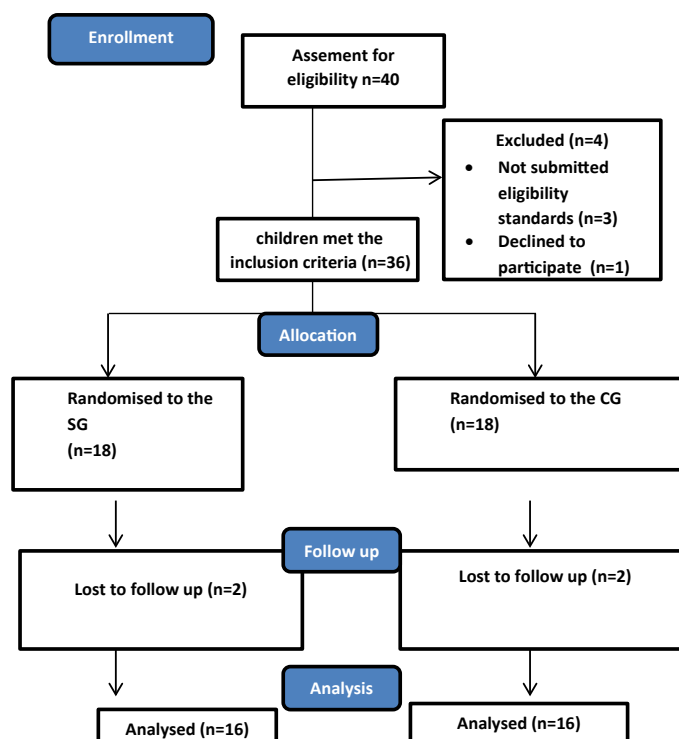 Enrollment
Assement for
eligibility n=40
Excluded (n=4)
• Not submitted
eligibility
standards (n=3)
• Declined to
participate (n=1)
children met the
inclusion criteria (n=36)
Allocation
Randomised to the
SG
(n=18)
Randomised to the CG
(n=18)
Follow up
Lost to follow up (n=2)
Lost to follow up (n=2)
Analysis
Analysed (n=16)
Analysed (n=16)